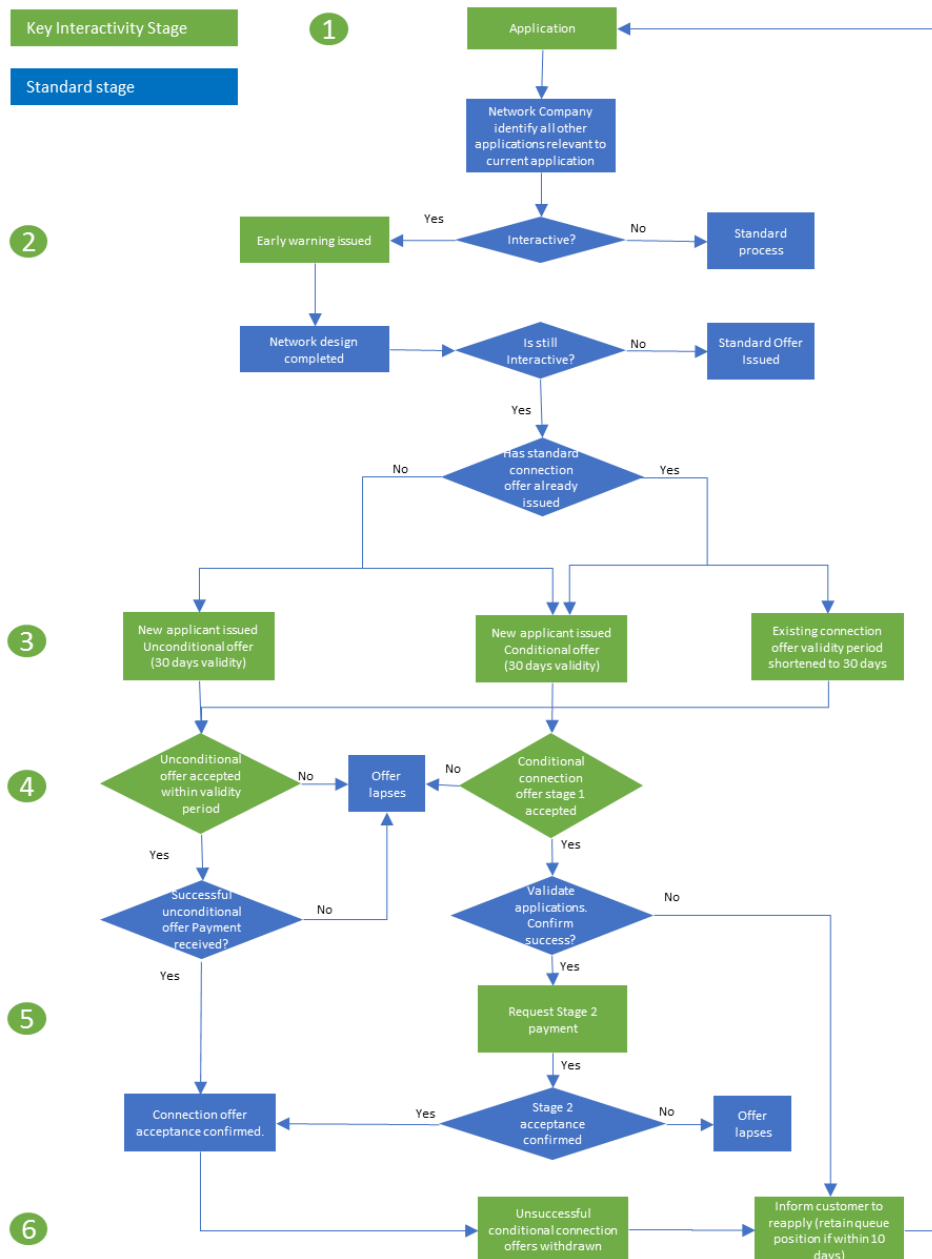 Key Interactivity Stage
1
Application
Standard stage
Network Company
identify all other
applications relevant to
current application
Yes
2
Early warning issued
Interactive?
No
Standard
process
Network design
completed
Is still
Interactive?
No
Standard Offer
Issued
Yes
No
Has standard
connection
offer already
issued
Yes
3
New applicant issued
Unconditional offer
(30 days validity)
New applicant issued
Conditional offer
(30 days validity)
Existing connection
offer validity period
shortened to 30 days
4
Unconditional
offer accepted
within validity
period
No
Offer
lapses
No
Conditional
connection
offer stage 1
accepted
Yes
Yes
Successful
unconditional
offer Payment
received?
No
Validate
applications.
Confirm
success?
No
Yes
Yes
5
Request Stage 2
payment
Yes
Connection offer
acceptance confirmed.
Yes
Stage 2
acceptance
confirmed
No
Offer
lapses
6
Unsuccessful
conditional connection
offers withdrawn
Inform customer to
reapply (retain queue
position if within 10
days)